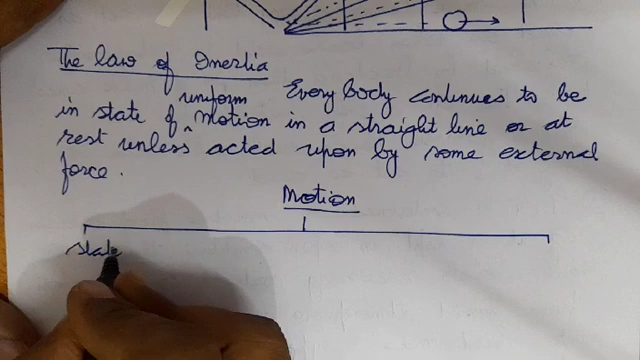 The law of Inertia
Every body continues to be
in state of uniform motion in a straight line or at
rest unless acted upon by some external
force.
Motion
state